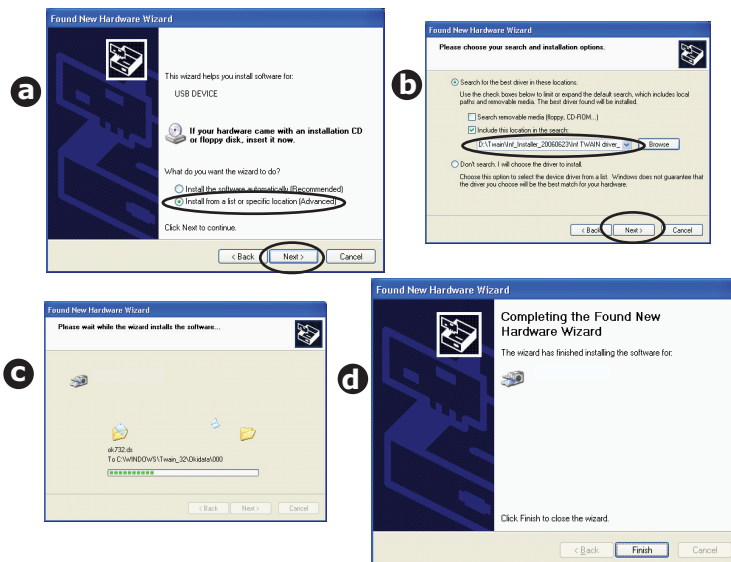 a
Found New Hardware Wizard
This wizard helps you install software for:
USB DEVICE
If your hardware came with an installation CD
or floppy disk, insert it now.
What do you want the wizard to do?
Install the software automatically (Recommended)
Install from a list or specific location (Advanced)
Click Next to continue.
< Back
Next >
Cancel
b
Found New Hardware Wizard
Please choose your search and installation options.
Search for the best driver in these locations.
Use the check boxes below to limit or expand the default search, which includes local
paths and removable media. The best driver found will be installed.
Search removable media (floppy, CD-ROM...)
Include this location in the search:
D:\Twain\Inf_Installer_20060623\Inf TWAIN driver_
Browse
Don't search. I will choose the driver to install.
Choose this option to select the device driver from a list. Windows does not guarantee that
the driver you choose will be the best match for your hardware.
< Back
Next >
Cancel
c
Found New Hardware Wizard
Please wait while the wizard installs the software...
ok732.ds
To C:\WINDOWS\Twain_32\Okidata\000
< Back
Next >
Cancel
d
Found New Hardware Wizard
Completing the Found New
Hardware Wizard
The wizard has finished installing the software for:
Click Finish to close the wizard.
< Back
Finish
Cancel